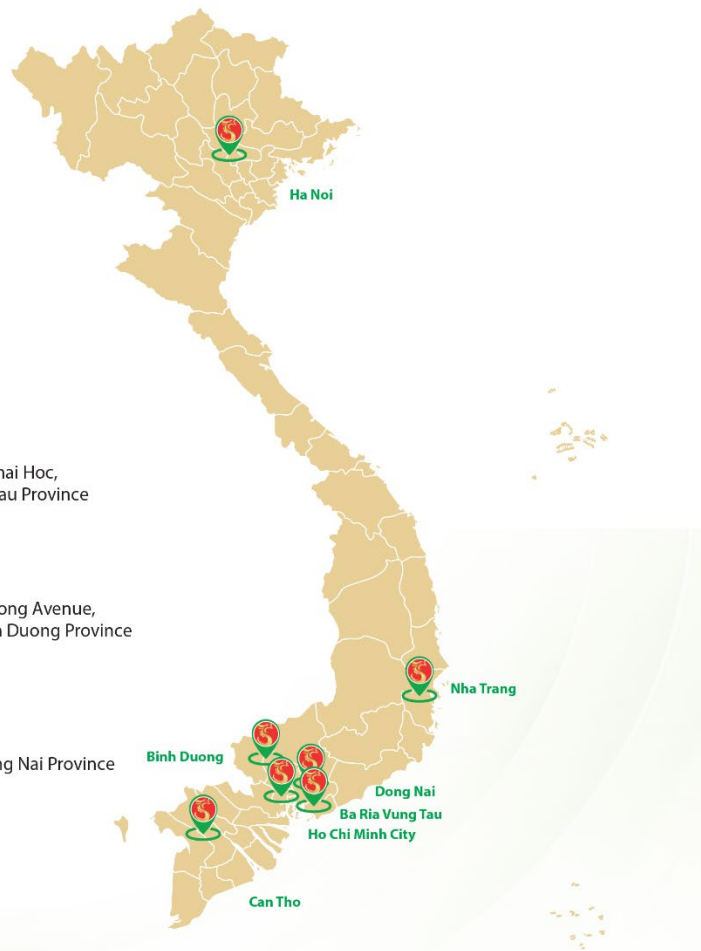 Ha Noi
hai Hoc,
au Province
ong Avenue,
Duong Province
Nha Trang
Binh Duong
ng Nai Province
Dong Nai
Ba Ria Vung Tau
Ho Chi Minh City
Can Tho